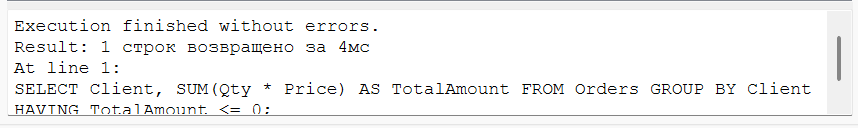 Execution finished without errors.
Result: 1 строк возвращено за 4мс
At line 1:
SELECT Client, SUM(Qty * Price) AS TotalAmount FROM Orders GROUP BY Client
HAVING TotalAmount <= 0;